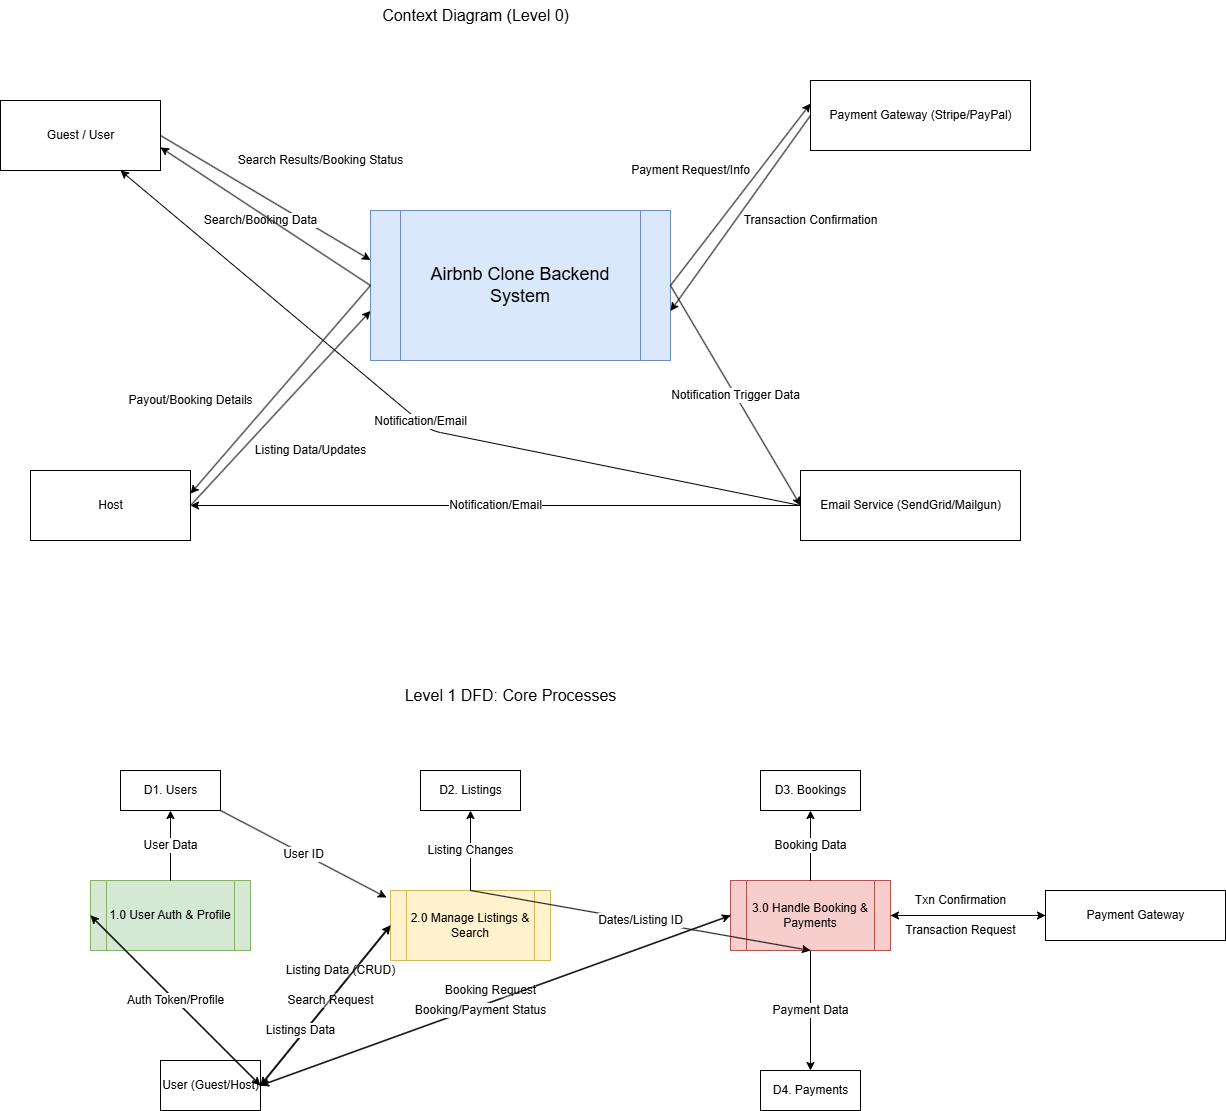 Context Diagram (Level 0)
Guest / User
Payment Gateway (Stripe/PayPal)
Search Results/Booking Status
Payment Request/Info
Search/Booking Data
Transaction Confirmation
Airbnb Clone Backend
System
Payout/Booking Details
Notification Trigger Data
Notification/Email
Listing Data/Updates
Host
Notification/Email
Email Service (SendGrid/Mailgun)
Level 1 DFD: Core Processes
D1. Users
D2. Listings
D3. Bookings
User Data
User ID
Listing Changes
Booking Data
1.0 User Auth & Profile
2.0 Manage Listings &
Search
Dates/Listing ID
3.0 Handle Booking &
Payments
Txn Confirmation
Transaction Request
Payment Gateway
Listing Data (CRUD)
Auth Token/Profile
Search Request
Listings Data
Booking Request
Booking/Payment Status
Payment Data
User (Guest/Host)
D4. Payments